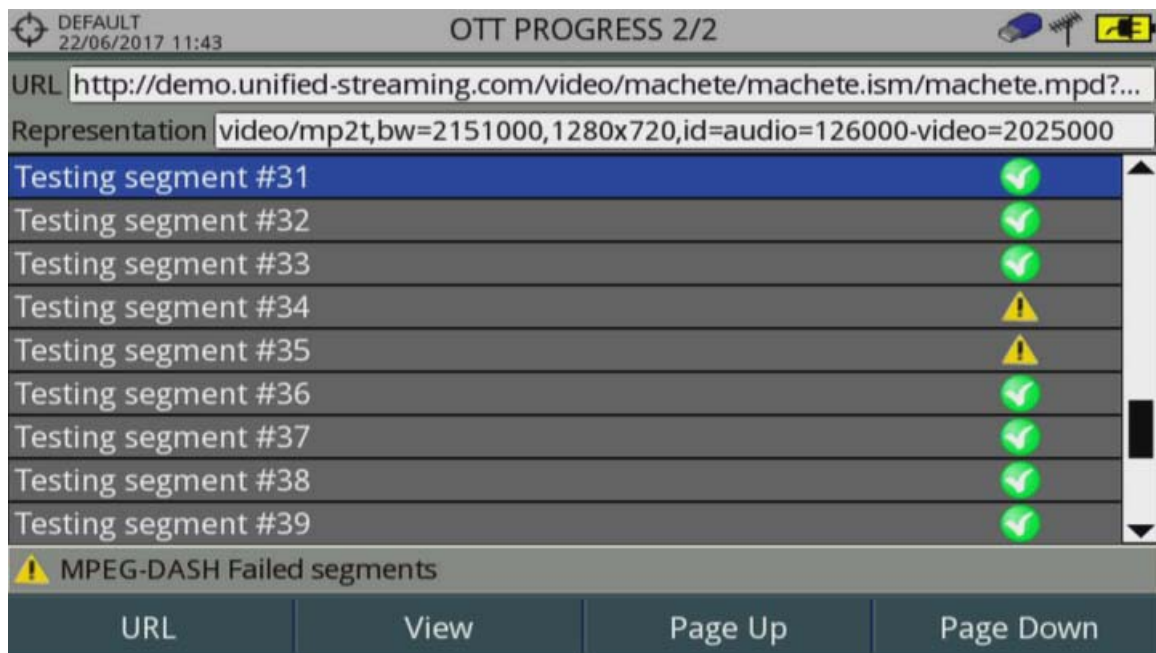 DEFAULT
22/06/2017 11:43
OTT PROGRESS 2/2
URL http://demo.unified-streaming.com/video/machete/machete.ism/machete.mpd?...
Representation video/mp2t,bw=2151000,1280x720,id=audio=126000-video=2025000
Testing segment #31
Testing segment #32
Testing segment #33
Testing segment #34
Testing segment #35
Testing segment #36
Testing segment #37
Testing segment #38
Testing segment #39
MPEG-DASH Failed segments
URL View Page Up Page Down